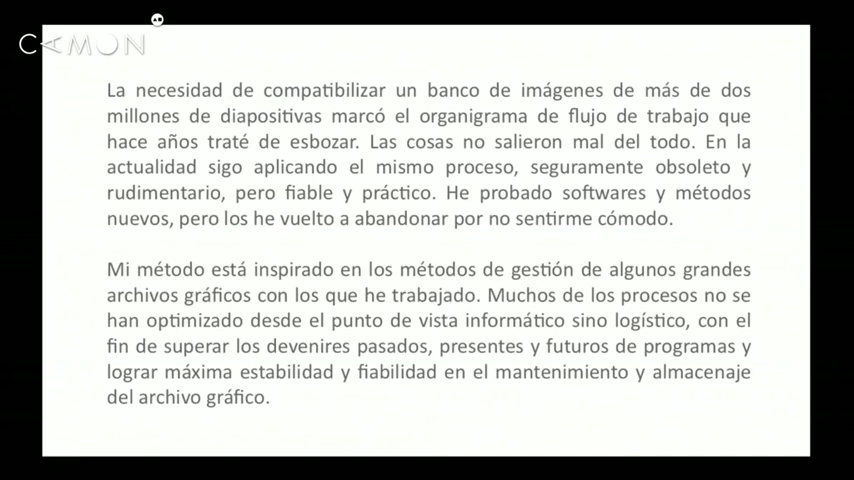 CAMON
La necesidad de compatibilizar un banco de imágenes de más de dos
millones de diapositivas marcó el organigrama de flujo de trabajo que
hace años traté de esbozar. Las cosas no salieron mal del todo. En la
actualidad sigo aplicando el mismo proceso, seguramente obsoleto y
rudimentario, pero fiable y práctico. He probado softwares y métodos
nuevos, pero los he vuelto a abandonar por no sentirme cómodo.
Mi método está inspirado en los métodos de gestión de algunos grandes
archivos gráficos con los que he trabajado. Muchos de los procesos no se
han optimizado desde el punto de vista informático sino logístico, con el
fin de superar los devenires pasados, presentes y futuros de programas y
lograr máxima estabilidad y fiabilidad en el mantenimiento y almacenaje
del archivo gráfico.